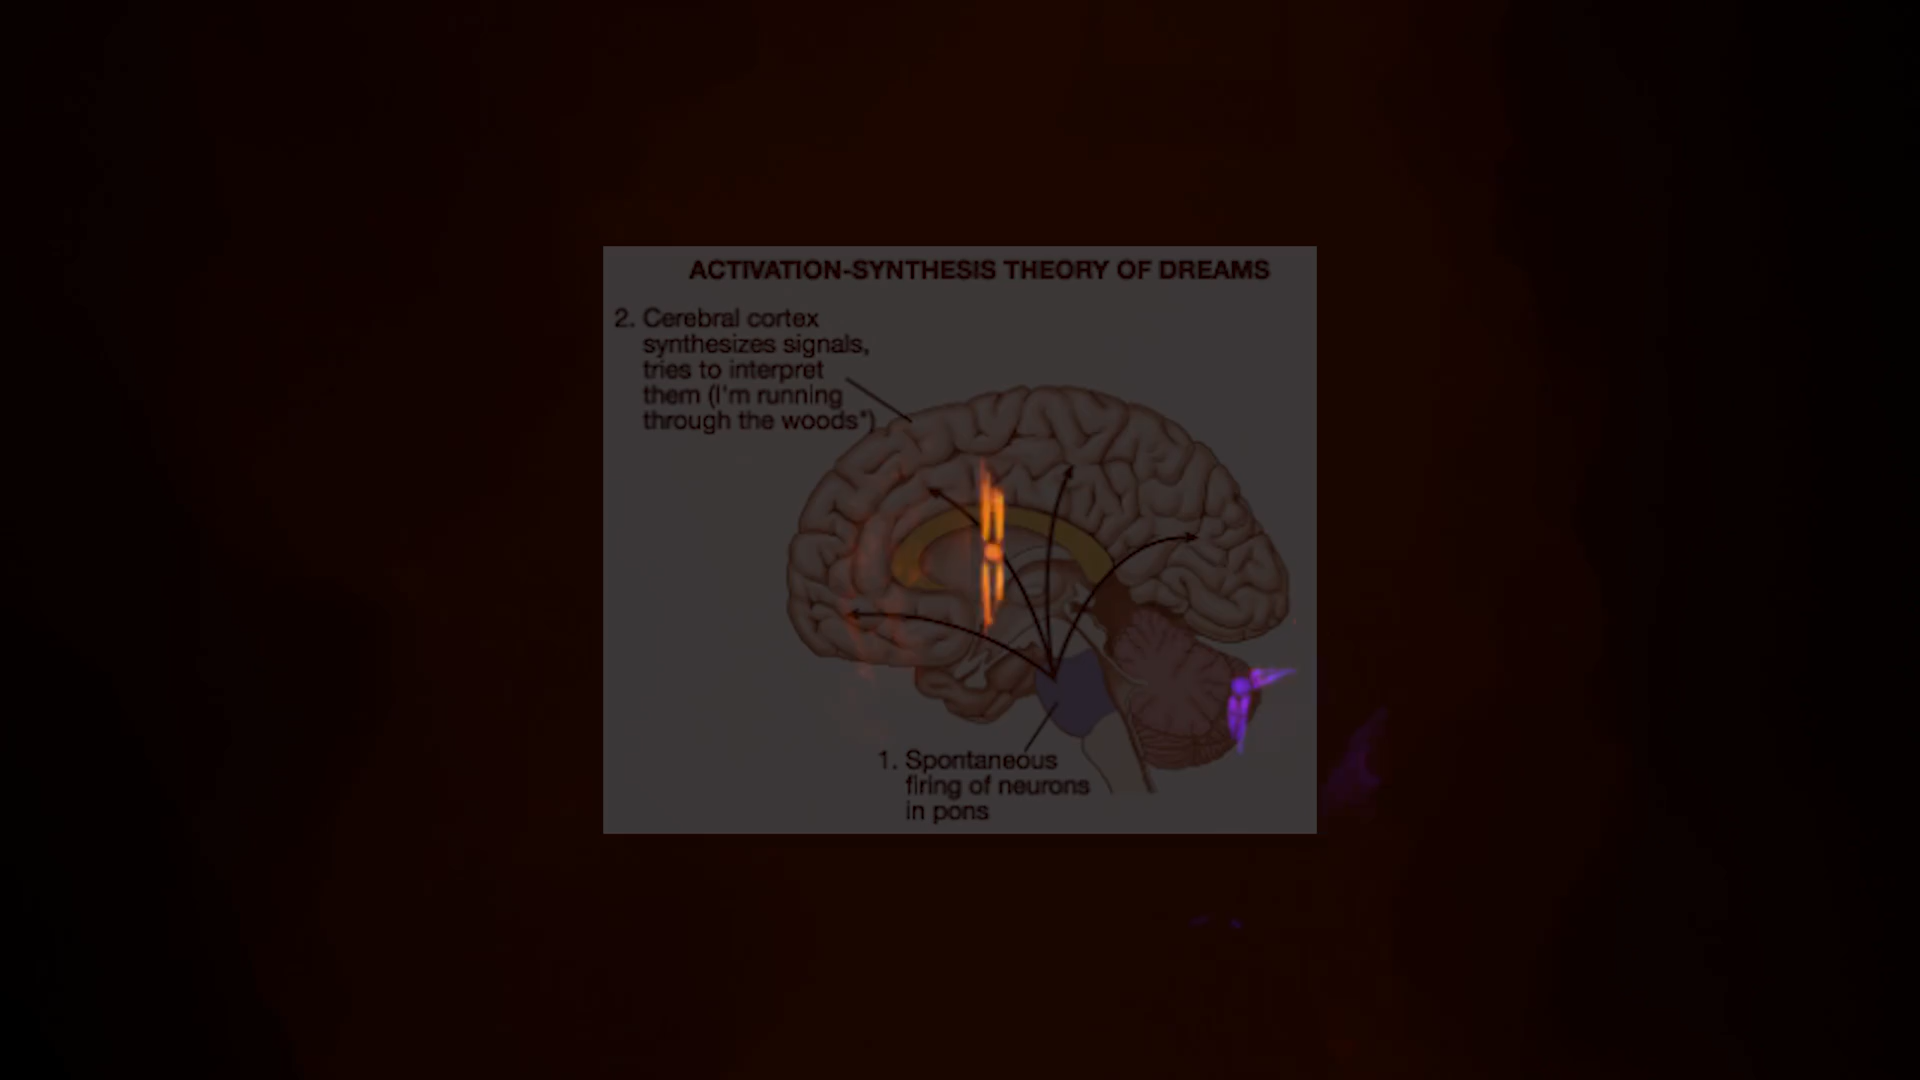 ACTIVATION-SYNTHESIS THEORY OF DREAMS
2. Cerebral cortex
synthesizes signals,
tries to interpret
them (I'm running
through the woods")
1. Spontaneous
firing of neurons
in pons